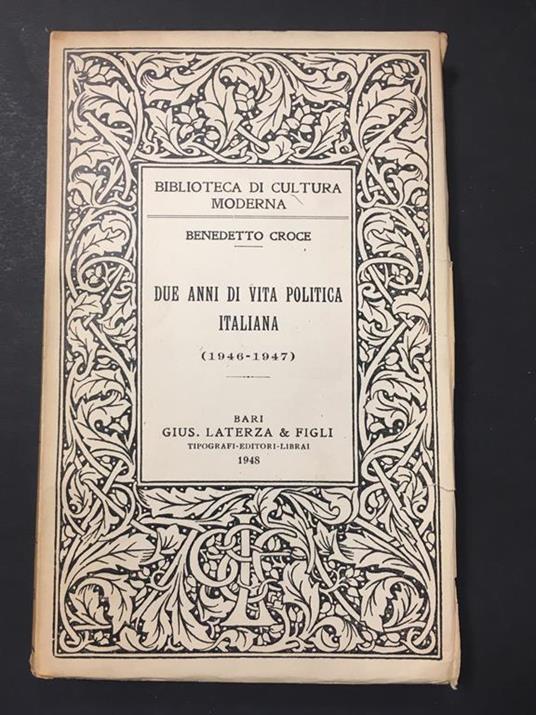 BIBLIOTECA DI CULTURA
MODERNA
BENEDETTO CROCE
DUE ANNI DI VITA POLITICA
ITALIANA
(1946-1947)
BARI
GIUS. LATERZA & FIGLI
TIPOGRAFI-EDITORI-LIBRAI
1948